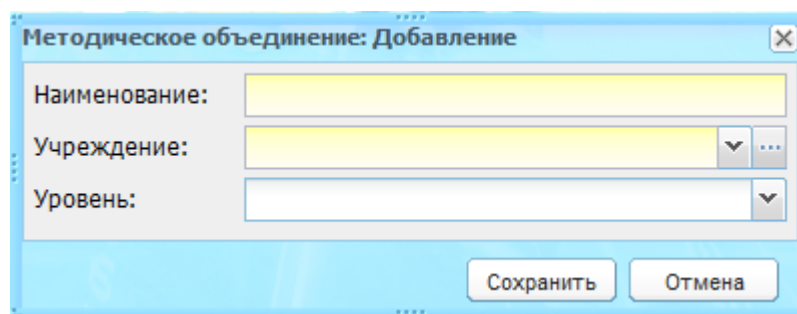 Методическое объединение: Добавление
Наименование:
Учреждение:
Уровень:
Сохранить Отмена